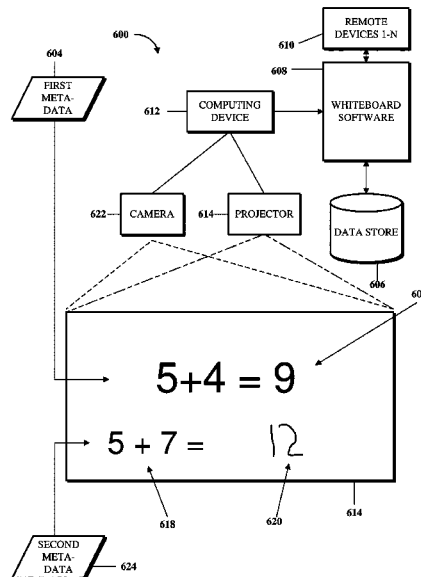 600
604
FIRST
META-
DATA
REMOTE
DEVICES 1-N
610
608
WHITEBOARD
SOFTWARE
612
COMPUTING
DEVICE
622
CAMERA
614
PROJECTOR
DATA STORE
606
5+4 = 9
5 + 7 = 12
618
620
614
SECOND
META-
DATA
624